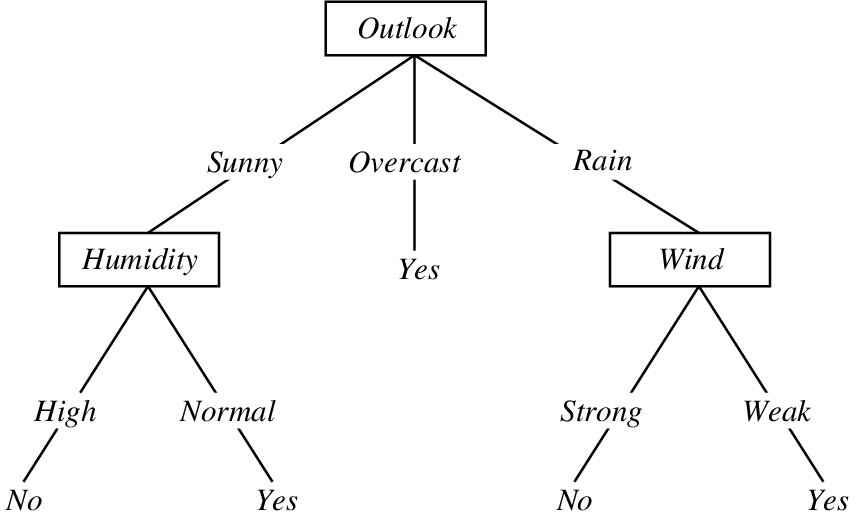 Outlook
Sunny Overcast Rain
Humidity Yes Wind
High Normal Strong Weak
No Yes No Yes